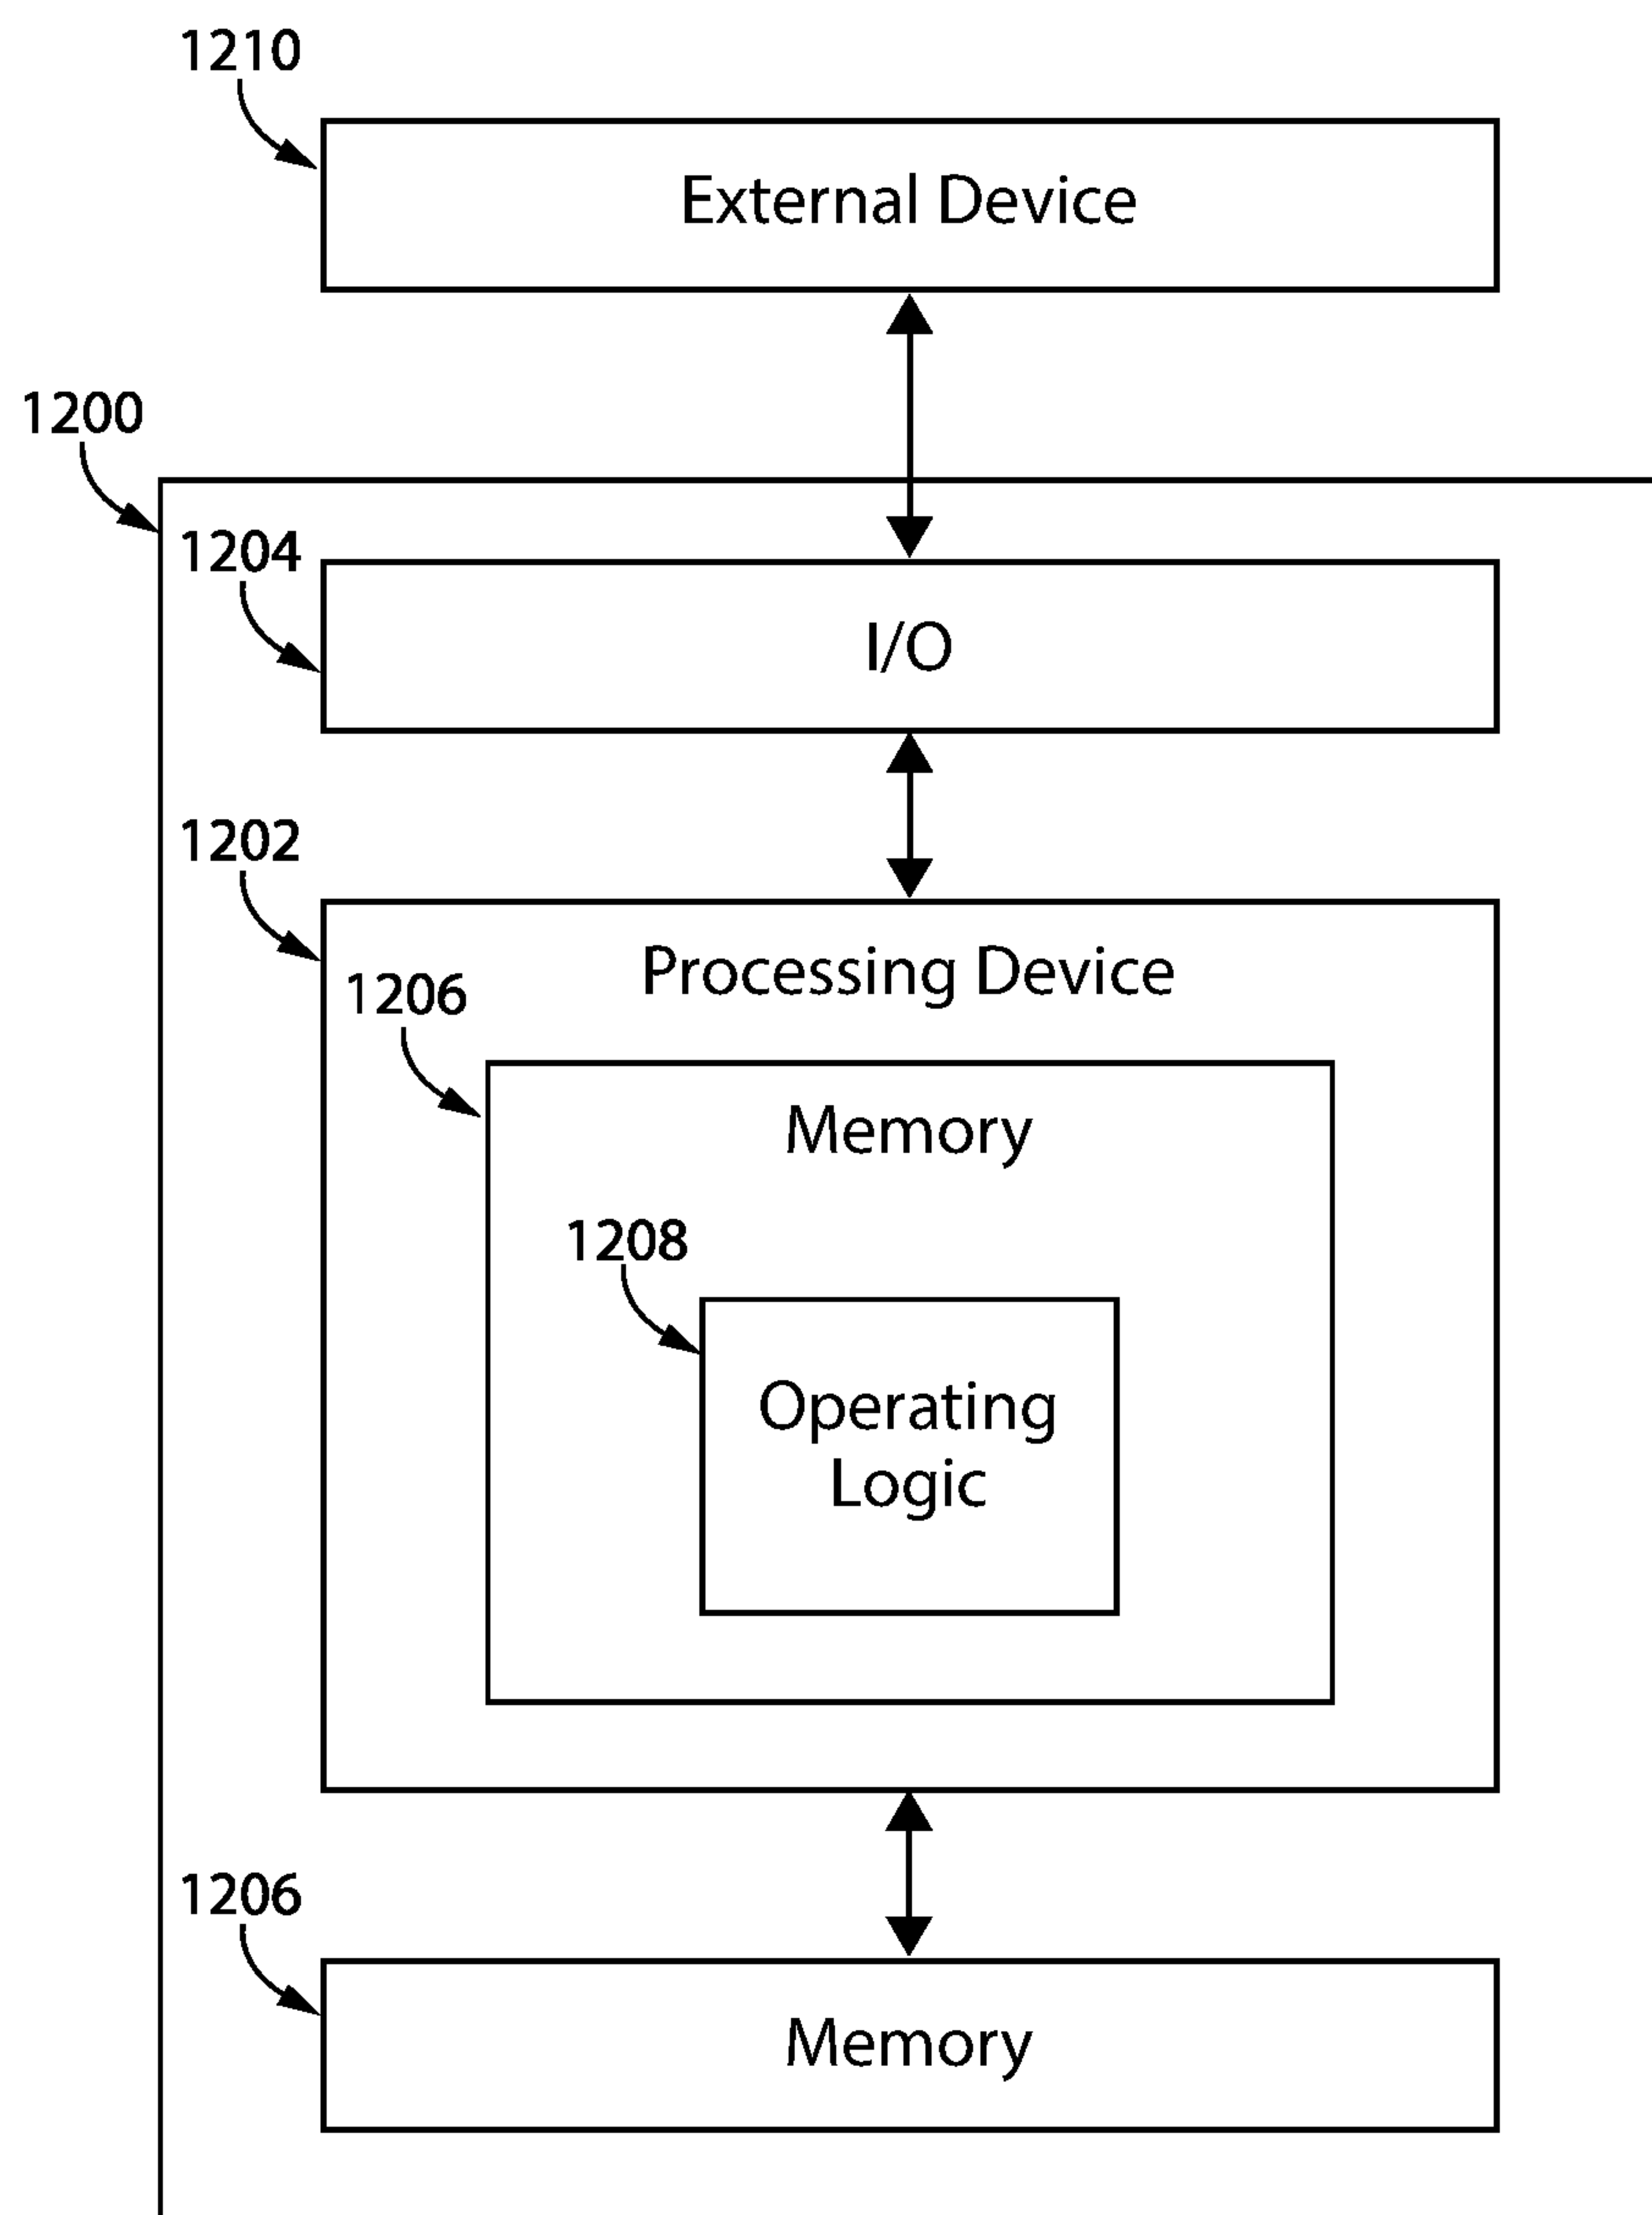 1210
External Device
1200
1204
I/O
1202
Processing Device
1206
Memory
1208
Operating
Logic
1206
Memory